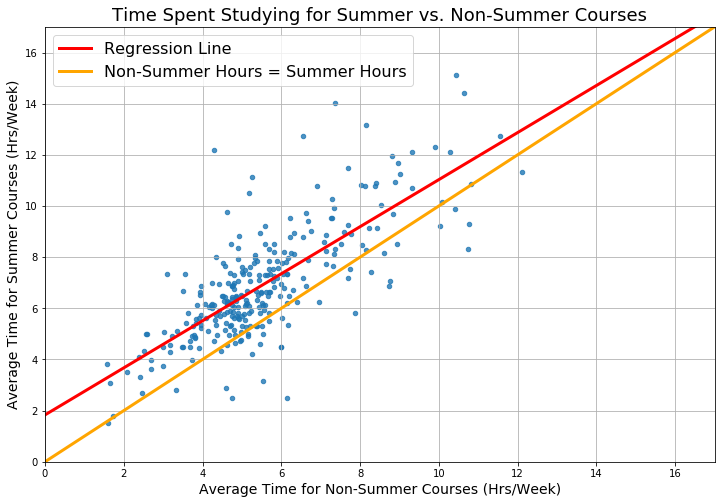 Time Spent Studying for Summer vs. Non-Summer Courses
Regression Line
Non-Summer Hours = Summer Hours
Average Time for Summer Courses (Hrs/Week)
16
14
12
10
8
6
4
2
0
0 2 4 6 8 10 12 14 16
Average Time for Non-Summer Courses (Hrs/Week)